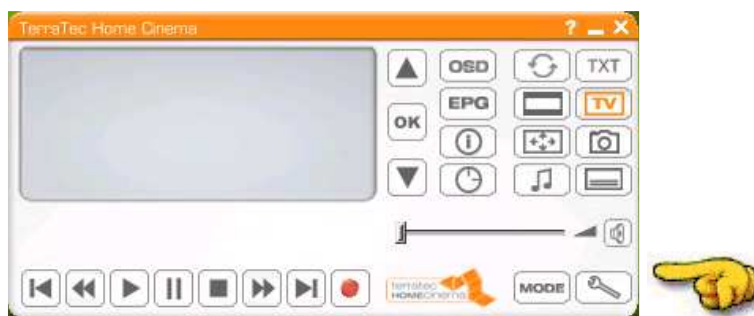 TerraTec Home Cinema ?
OSD TXT
EPG TV
OK
terratec
HOMECinema
MODE